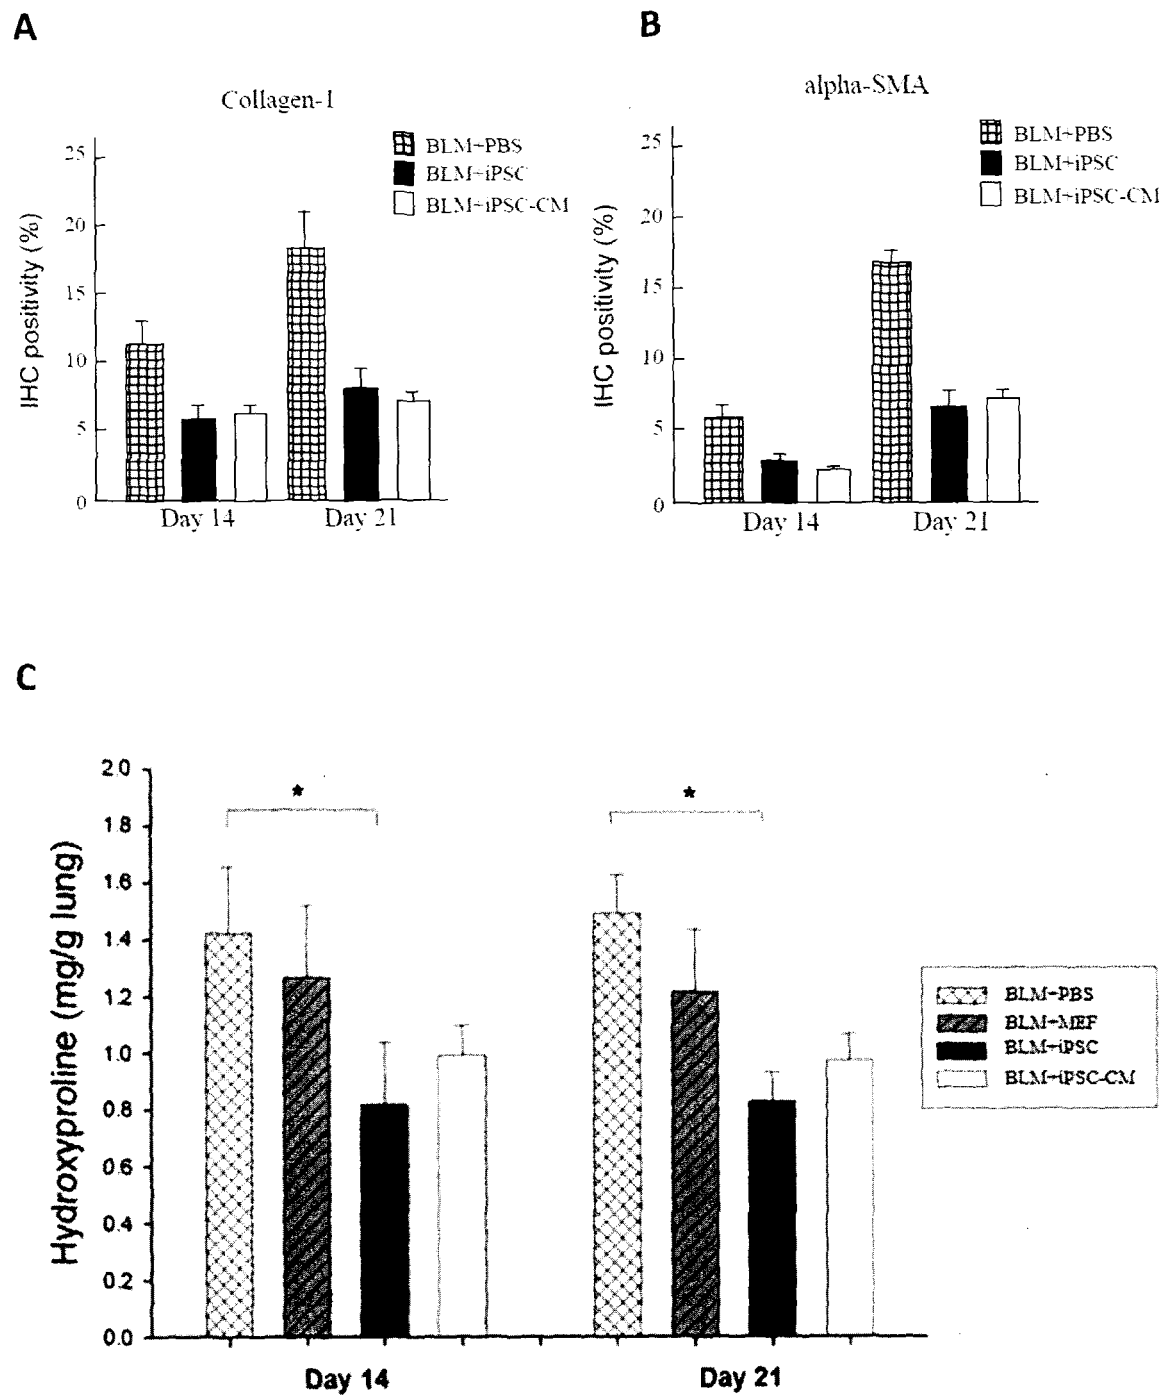 A
Collagen-1
25
20
15
10
5
0
IHC positivity (%)
BLM+PBS
BLM+iPSC
BLM+iPSC-CM
Day 14
Day 21
B
alpha-SMA
25
20
15
10
5
0
IHC positivity (%)
BLM+PBS
BLM+iPSC
BLM+iPSC-CM
Day 14
Day 21
C
2.0
1.8
1.6
1.4
1.2
1.0
0.8
0.6
0.4
0.2
0.0
Hydroxyproline (mg/g lung)
*
*
BLM+PBS
BLM+MEF
BLM+iPSC
BLM+iPSC-CM
Day 14
Day 21